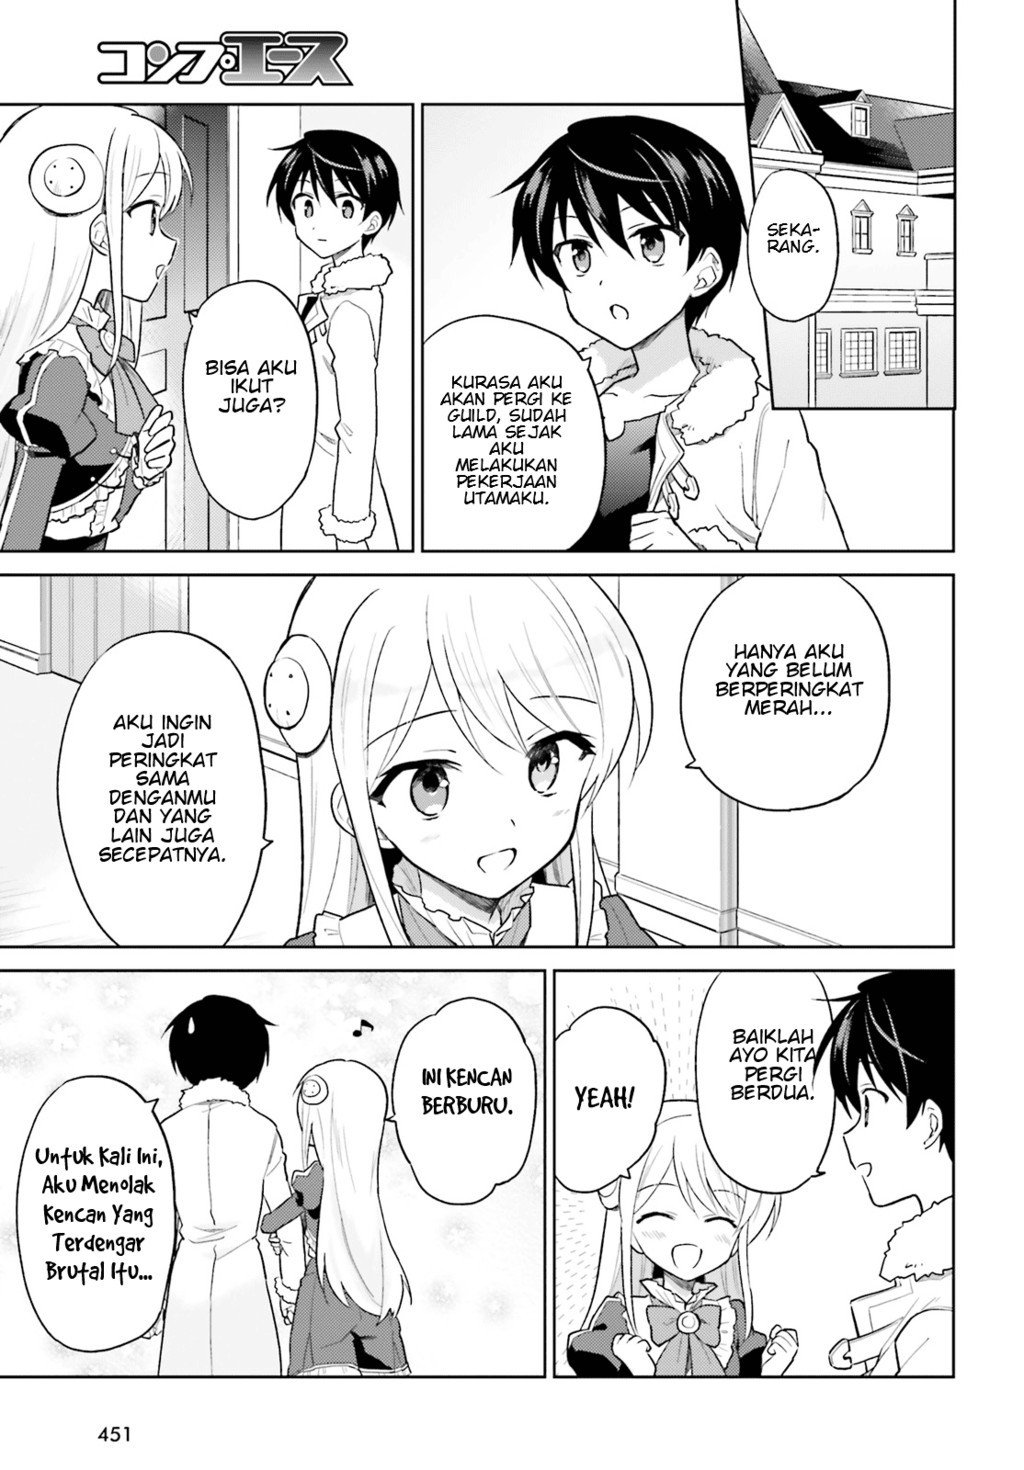 コンプ・エース
SEKA-
RANG.
KURASA AKU
AKAN PERGI KE
GUILD, SUDAH
LAMA SEJAK
AKU
MELAKUKAN
PEKERJAAN
UTAMAKU.
BISA AKU
IKUT
JUGA?
HANYA AKU
YANG BELUM
BERPERINGKAT
MERAH...
AKU INGIN
JADI
PERINGKAT
SAMA
DENGANMU
DAN YANG
LAIN JUGA
SECEPATNYA.
BAIKLAH
AYO KITA
PERGI
BERDUA.
YEAH!
INI KENCAN
BERBURU.
Untuk Kali Ini,
Aku Menolak
Kencan Yang
Terdengar
Brutal Itu...
451